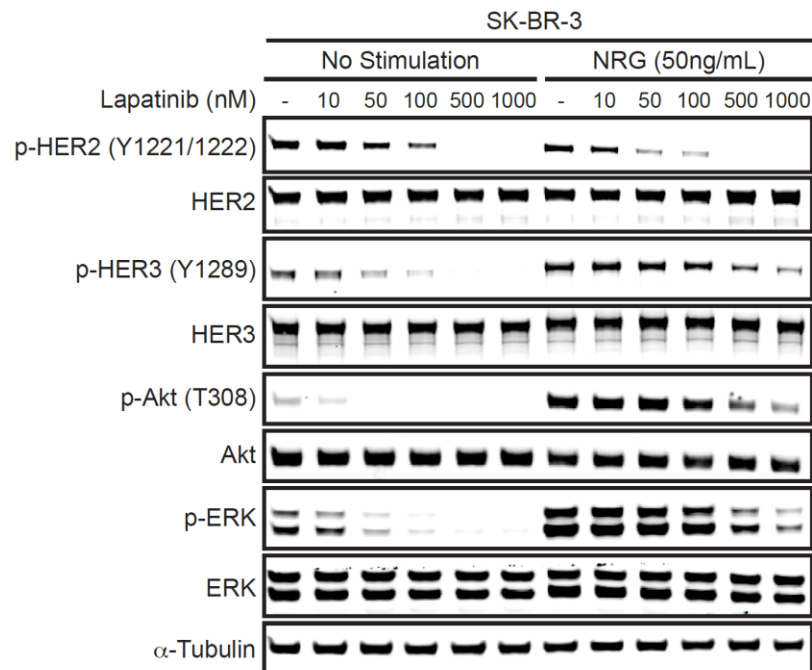 SK-BR-3
No Stimulation NRG (50ng/mL)
Lapatinib (nM) - 10 50 100 500 1000 - 10 50 100 500 1000
p-HER2 (Y1221/1222)
HER2
p-HER3 (Y1289)
HER3
p-Akt (T308)
Akt
p-ERK
ERK
α-Tubulin